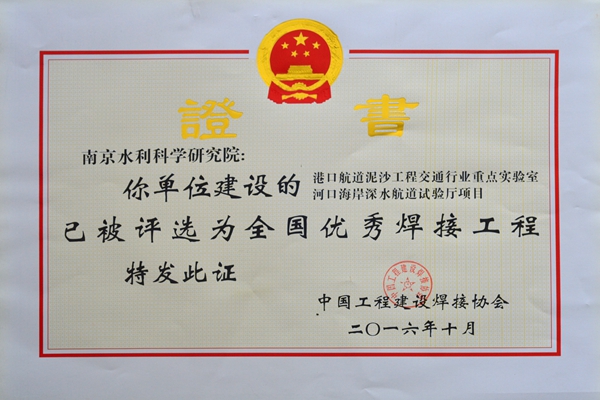 證書
南京水利科学研究院:
你单位建设的 港口航道泥沙工程交通行业重点实验室
河口海岸深水航道试验厅项目
已被评选为全国优秀焊接工程
特发此证
中国工程建设焊接协会
二〇一六年十月